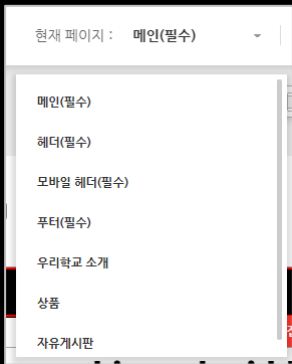 현재 페이지 : 메인(필수)
메인(필수)
헤더(필수)
모바일 헤더(필수)
푸터(필수)
우리학교 소개
상품
자유게시판